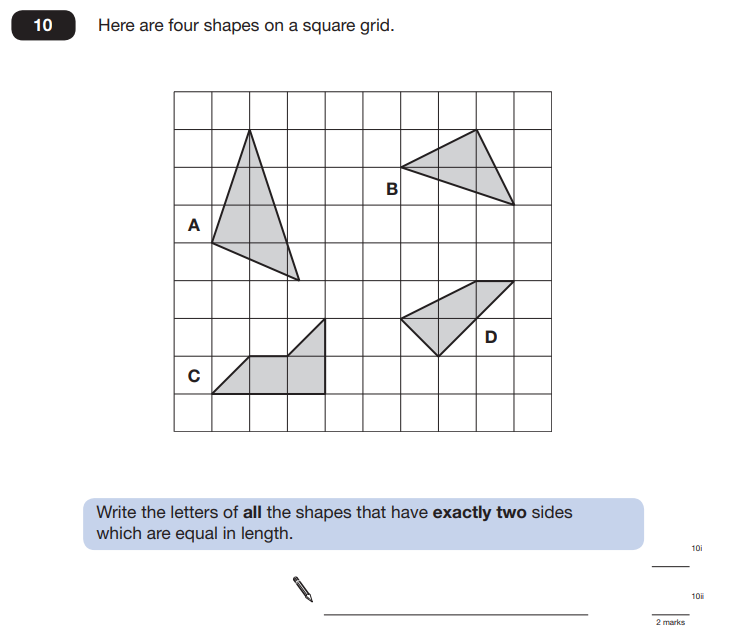 10
Here are four shapes on a square grid.
B
A
D
C
Write the letters of all the shapes that have exactly two sides
which are equal in length.
10i
10ii
2 marks